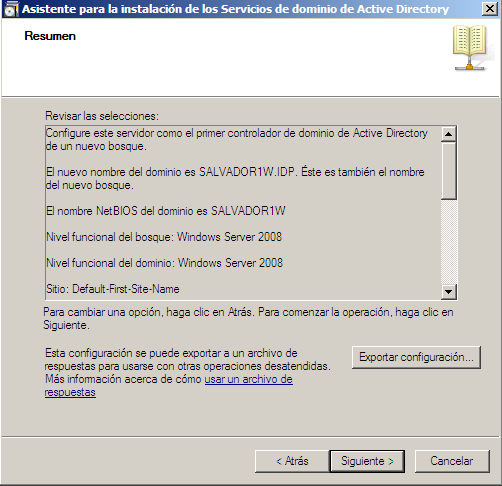 Asistente para la instalación de los Servicios de dominio de Active Directory
Resumen
Revisar las selecciones:
Configure este servidor como el primer controlador de dominio de Active Directory
de un nuevo bosque.
El nuevo nombre del dominio es SALVADOR1W.IDP. Éste es también el nombre
del nuevo bosque.
El nombre NetBIOS del dominio es SALVADOR1W
Nivel funcional del bosque: Windows Server 2008
Nivel funcional del dominio: Windows Server 2008
Sitio: Default-First-Site-Name
Para cambiar una opción, haga clic en Atrás. Para comenzar la operación, haga clic en
Siguiente.
Esta configuración se puede exportar a un archivo de
respuestas para usarse con otras operaciones desatendidas.
Más información acerca de cómo usar un archivo de
respuestas
Exportar configuración...
< Atrás
Siguiente >
Cancelar